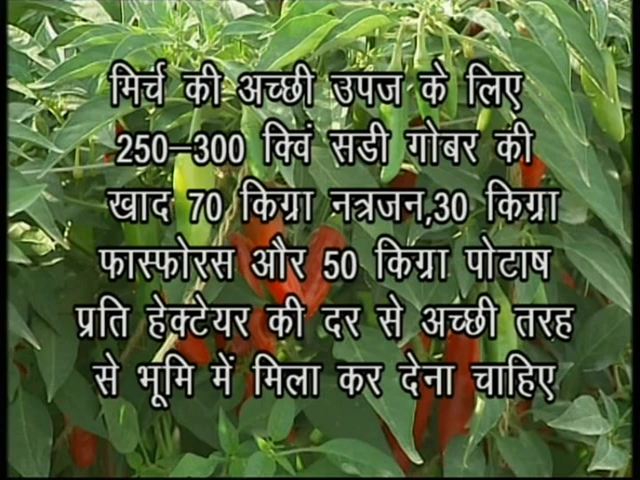 मिर्च की अच्छी उपज के लिए
250-300 क्विं सडी गोबर की
खाद 70 किग्रा नत्रजन,30 किग्रा
फास्फोरस और 50 किग्रा पोटाष
प्रति हेक्टेयर की दर से अच्छी तरह
से भूमि में मिला कर देना चाहिए